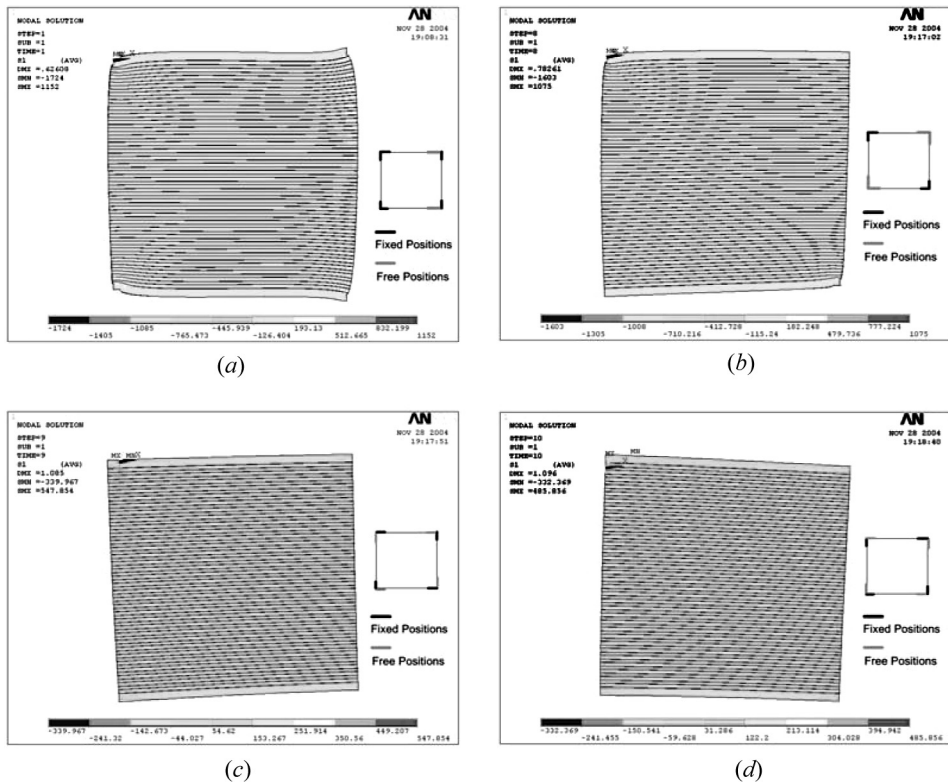 NODAL SOLUTION
STEP=1
SUB =1
TIME=1
S1 (AVG)
DMX =.62608
SMN =-1724
SMX =1152
AN
NOV 28 2004
19:08:31
X
Fixed Positions
Free Positions
-1724 -1085 -445.939 193.13 832.199
-1405 -765.473 -126.404 512.665 1152
(a)
NODAL SOLUTION
STEP=8
SUB =1
TIME=8
S1 (AVG)
DMX =.78261
SMN =-1603
SMX =1075
AN
NOV 28 2004
19:17:02
X
Fixed Positions
Free Positions
-1603 -1008 -412.728 182.248 777.224
-1305 -710.216 -115.24 479.736 1075
(b)
NODAL SOLUTION
STEP=9
SUB =1
TIME=9
S1 (AVG)
DMX =1.085
SMN =-339.967
SMX =547.854
AN
NOV 28 2004
19:17:51
MX MNX
Fixed Positions
Free Positions
-339.967 -142.673 54.62 251.914 449.207
-241.32 -44.027 153.267 350.56 547.854
(c)
NODAL SOLUTION
STEP=10
SUB =1
TIME=10
S1 (AVG)
DMX =1.096
SMN =-332.369
SMX =485.856
AN
NOV 28 2004
19:18:40
MX MN
X
Fixed Positions
Free Positions
-332.369 -150.541 31.286 213.114 394.942
-241.455 -59.628 122.2 304.028 485.856
(d)